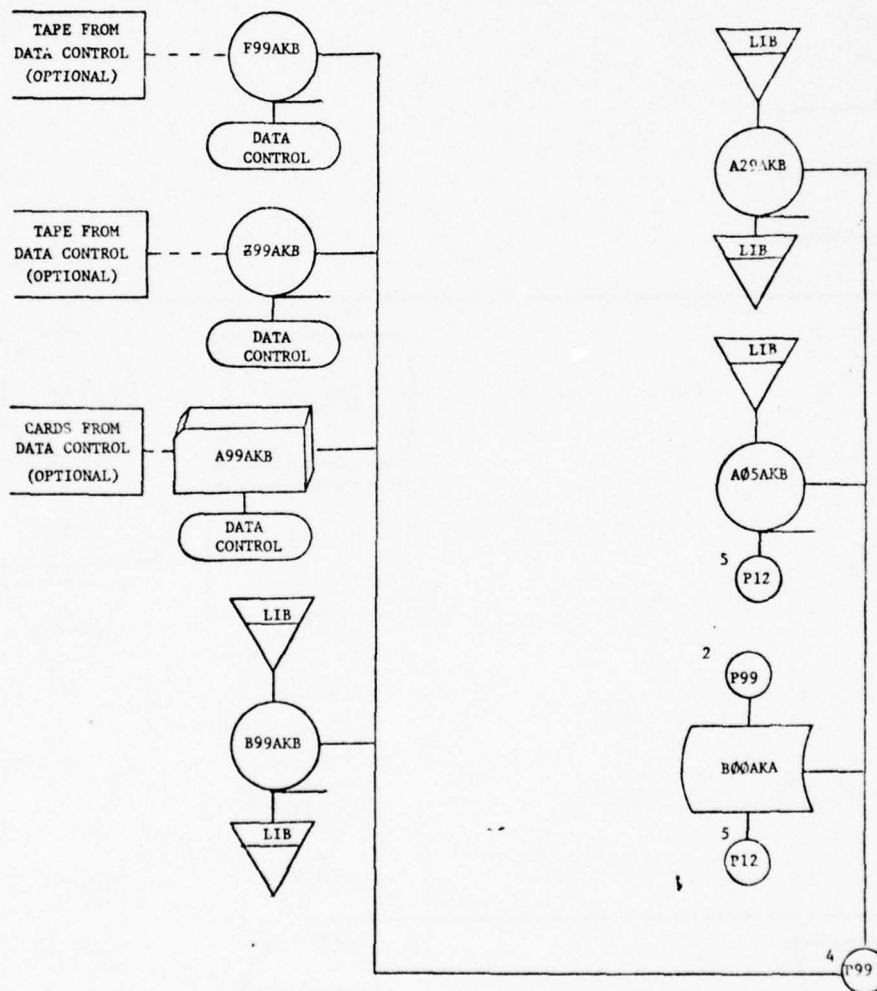 TAPE FROM
DATA CONTROL
(OPTIONAL)
F99AKB
DATA
CONTROL
TAPE FROM
DATA CONTROL
(OPTIONAL)
Z99AKB
DATA
CONTROL
CARDS FROM
DATA CONTROL
(OPTIONAL)
A99AKB
DATA
CONTROL
LIB
B99AKB
LIB
LIB
A29AKB
LIB
LIB
AØ5AKB
5
P12
2
P99
BØØAKA
5
P12
4
P99